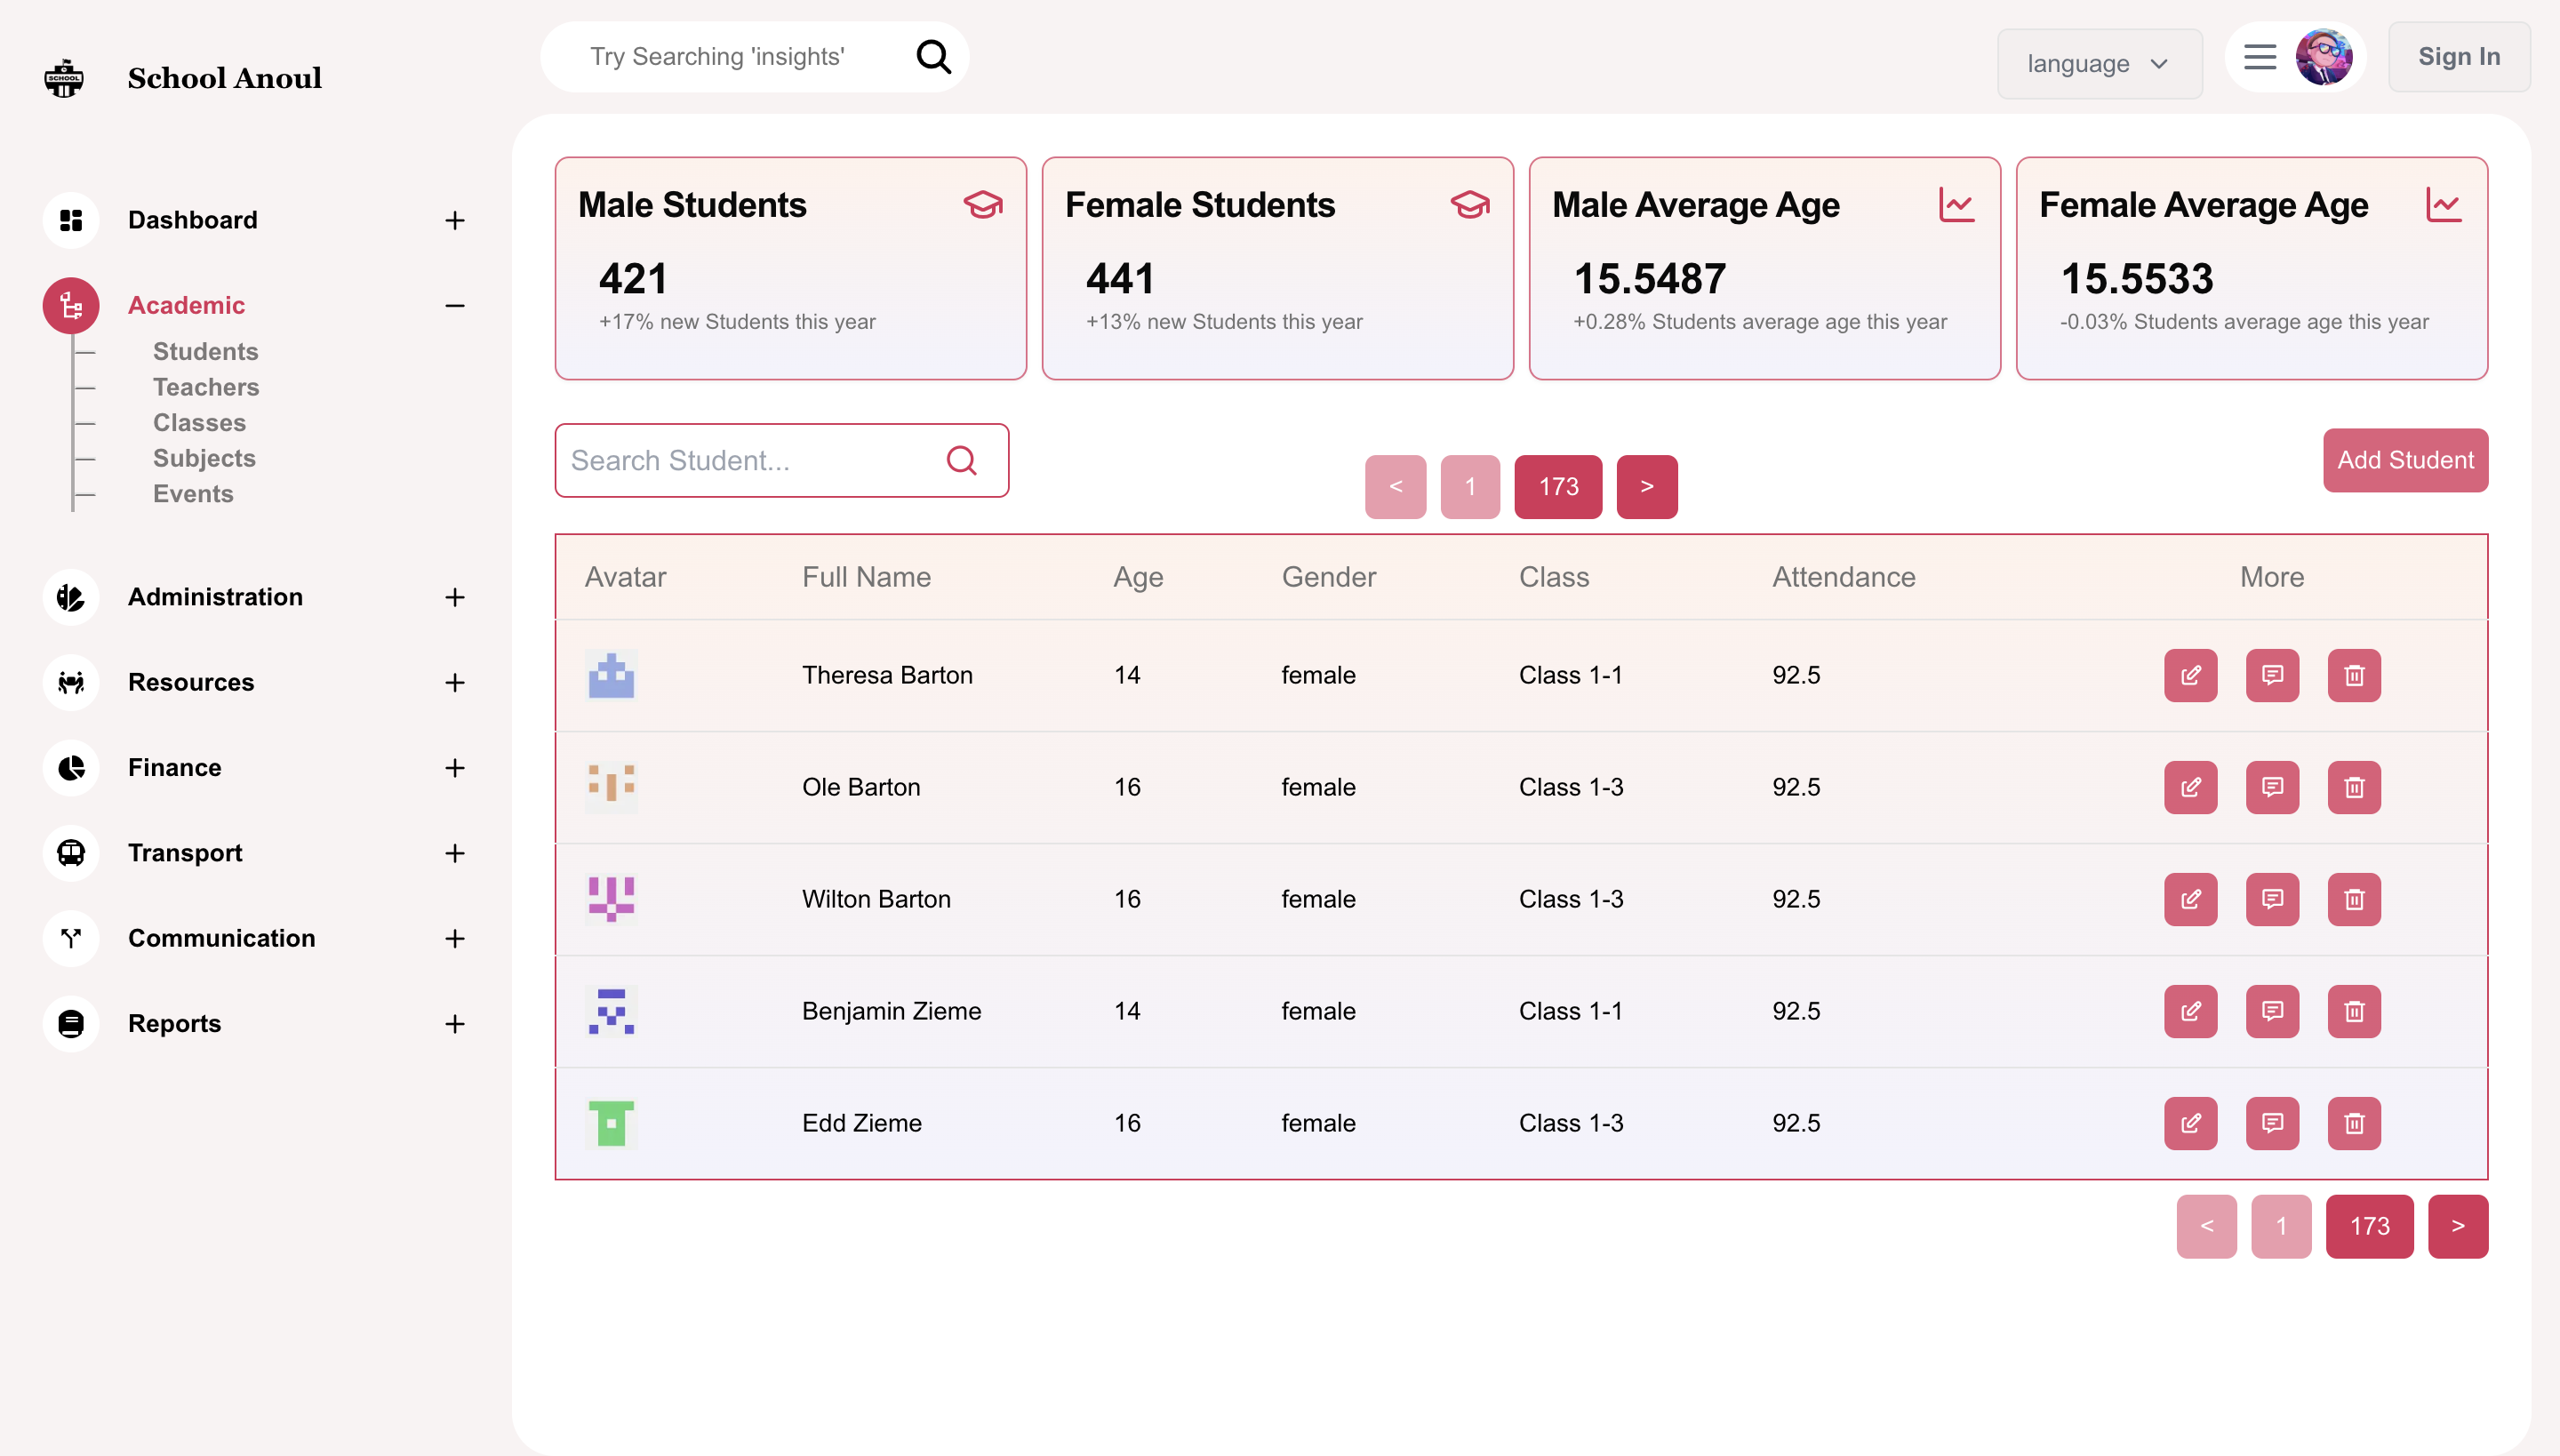 SCHOOL
School Anoul
Try Searching 'insights'
language
Sign In
Dashboard +
Academic −
Students
Teachers
Classes
Subjects
Events
Administration +
Resources +
Finance +
Transport +
Communication +
Reports +
Male Students
421
+17% new Students this year
Female Students
441
+13% new Students this year
Male Average Age
15.5487
+0.28% Students average age this year
Female Average Age
15.5533
-0.03% Students average age this year
Search Student...
< 1 173 >
Add Student
Avatar Full Name Age Gender Class Attendance More
Theresa Barton 14 female Class 1-1 92.5
Ole Barton 16 female Class 1-3 92.5
Wilton Barton 16 female Class 1-3 92.5
Benjamin Zieme 14 female Class 1-1 92.5
Edd Zieme 16 female Class 1-3 92.5
< 1 173 >